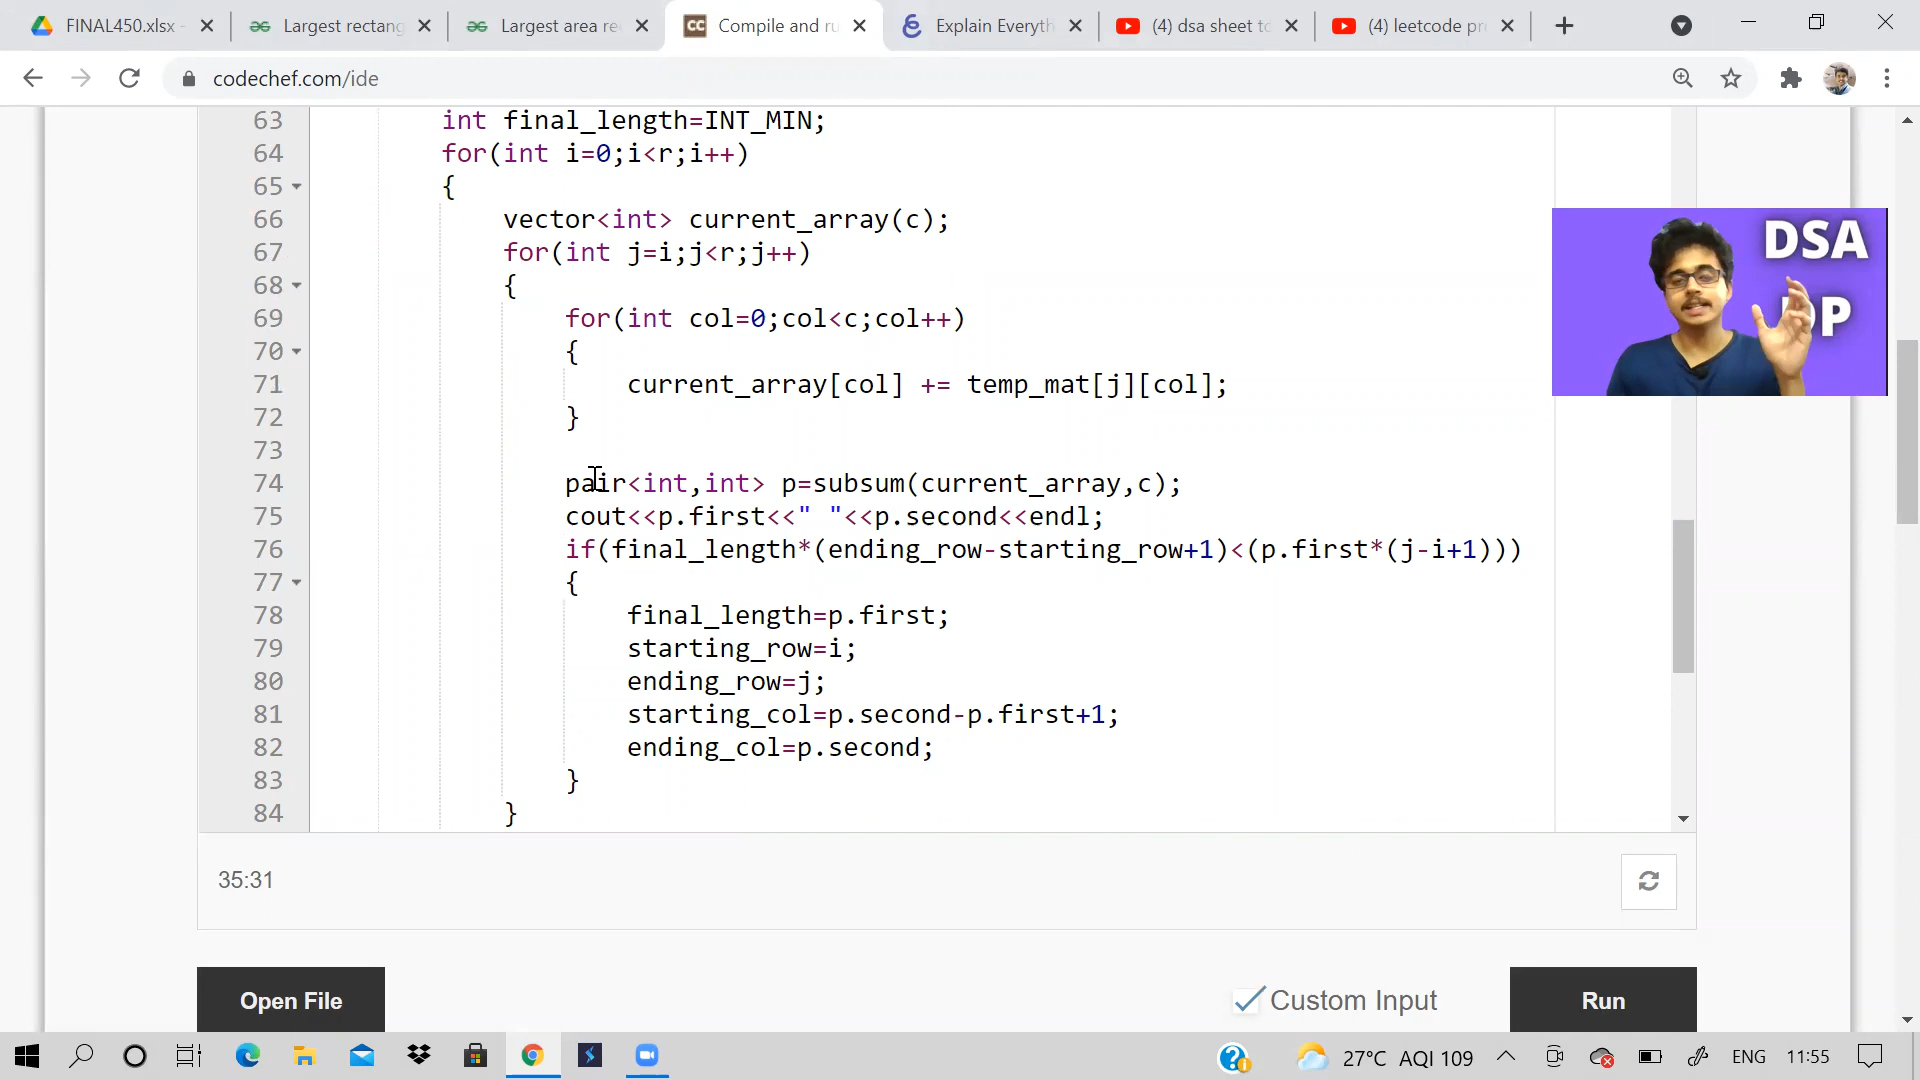 FINAL450.xlsx -
Largest rectang
Largest area re
Compile and ru
Explain Everyth
(4) dsa sheet to
(4) leetcode pr
codechef.com/ide
63 int final_length=INT_MIN;
64 for(int i=0;i<r;i++)
65 {
66 vector<int> current_array(c);
67 for(int j=i;j<r;j++)
68 {
69 for(int col=0;col<c;col++)
70 {
71 current_array[col] += temp_mat[j][col];
72 }
73
74 pair<int,int> p=subsum(current_array,c);
75 cout<<p.first<<" "<<p.second<<endl;
76 if(final_length*(ending_row-starting_row+1)<(p.first*(j-i+1)))
77 {
78 final_length=p.first;
79 starting_row=i;
80 ending_row=j;
81 starting_col=p.second-p.first+1;
82 ending_col=p.second;
83 }
84 }
DSA
DP
35:31
Open File
Custom Input
Run
27°C AQI 109
ENG
11:55